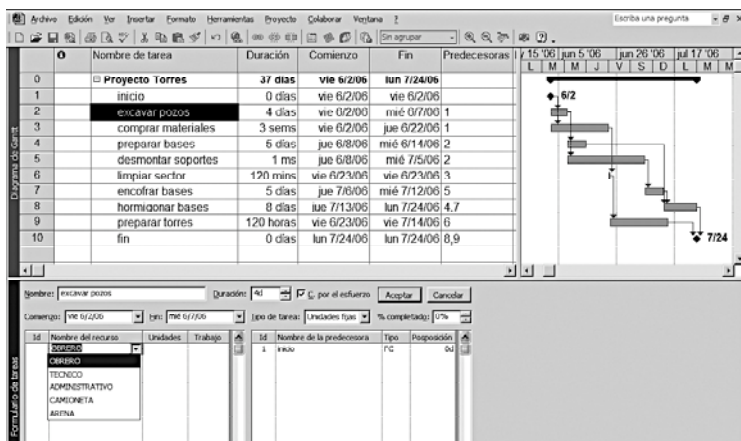 Archivo Edición Ver Insertar Formato Herramientas Proyecto Colaborar Ventana ? Escriba una pregunta
Sin agrupar
Nombre de tarea Duración Comienzo Fin Predecesoras
15 '06 jun 5 '06 jun 26 '06 jul 17 '06
L M M J V S D L M M
0 Proyecto Torres 37 días vie 6/2/06 lun 7/24/06
1 inicio 0 días vie 6/2/06 vie 6/2/06
2 excavar pozos 4 días vie 6/2/06 mié 6/7/06 1
3 comprar materiales 3 sems vie 6/2/06 jue 6/22/06 1
4 preparar bases 5 días jue 6/8/06 mié 6/14/06 2
5 desmontar soportes 1 ms jue 6/8/06 mié 7/5/06 2
6 limpiar sector 120 mins vie 6/23/06 vie 6/23/06 3
7 encofrar bases 5 días jue 7/6/06 mié 7/12/06 5
8 hormigonar bases 8 días jue 7/13/06 lun 7/24/06 4,7
9 preparar torres 120 horas vie 6/23/06 vie 7/14/06 6
10 fin 0 días lun 7/24/06 lun 7/24/06 8,9
6/2
7/24
Diagrama de Gantt
Nombre: excavar pozos Duración: 4d C. por el esfuerzo Aceptar Cancelar
Comienzo: vie 6/2/06 Fin: mié 6/7/06 Tipo de tarea: Unidades fijas % completado: 0%
Id Nombre del recurso Unidades Trabajo Id Nombre de la predecesora Tipo Posposición
OBRERO 1 inicio FC 0d
OBRERO
TECNICO
ADMINISTRATIVO
CAMIONETA
ARENA
Formulario de tareas